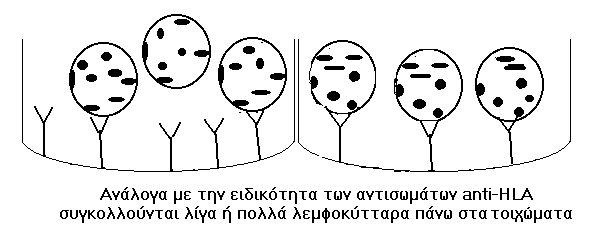 Ανάλογα με την ειδικότητα των αντισωμάτων anti-HLA
συγκολλούνται λίγα ή πολλά λεμφοκύτταρα πάνω στα τοιχώματα